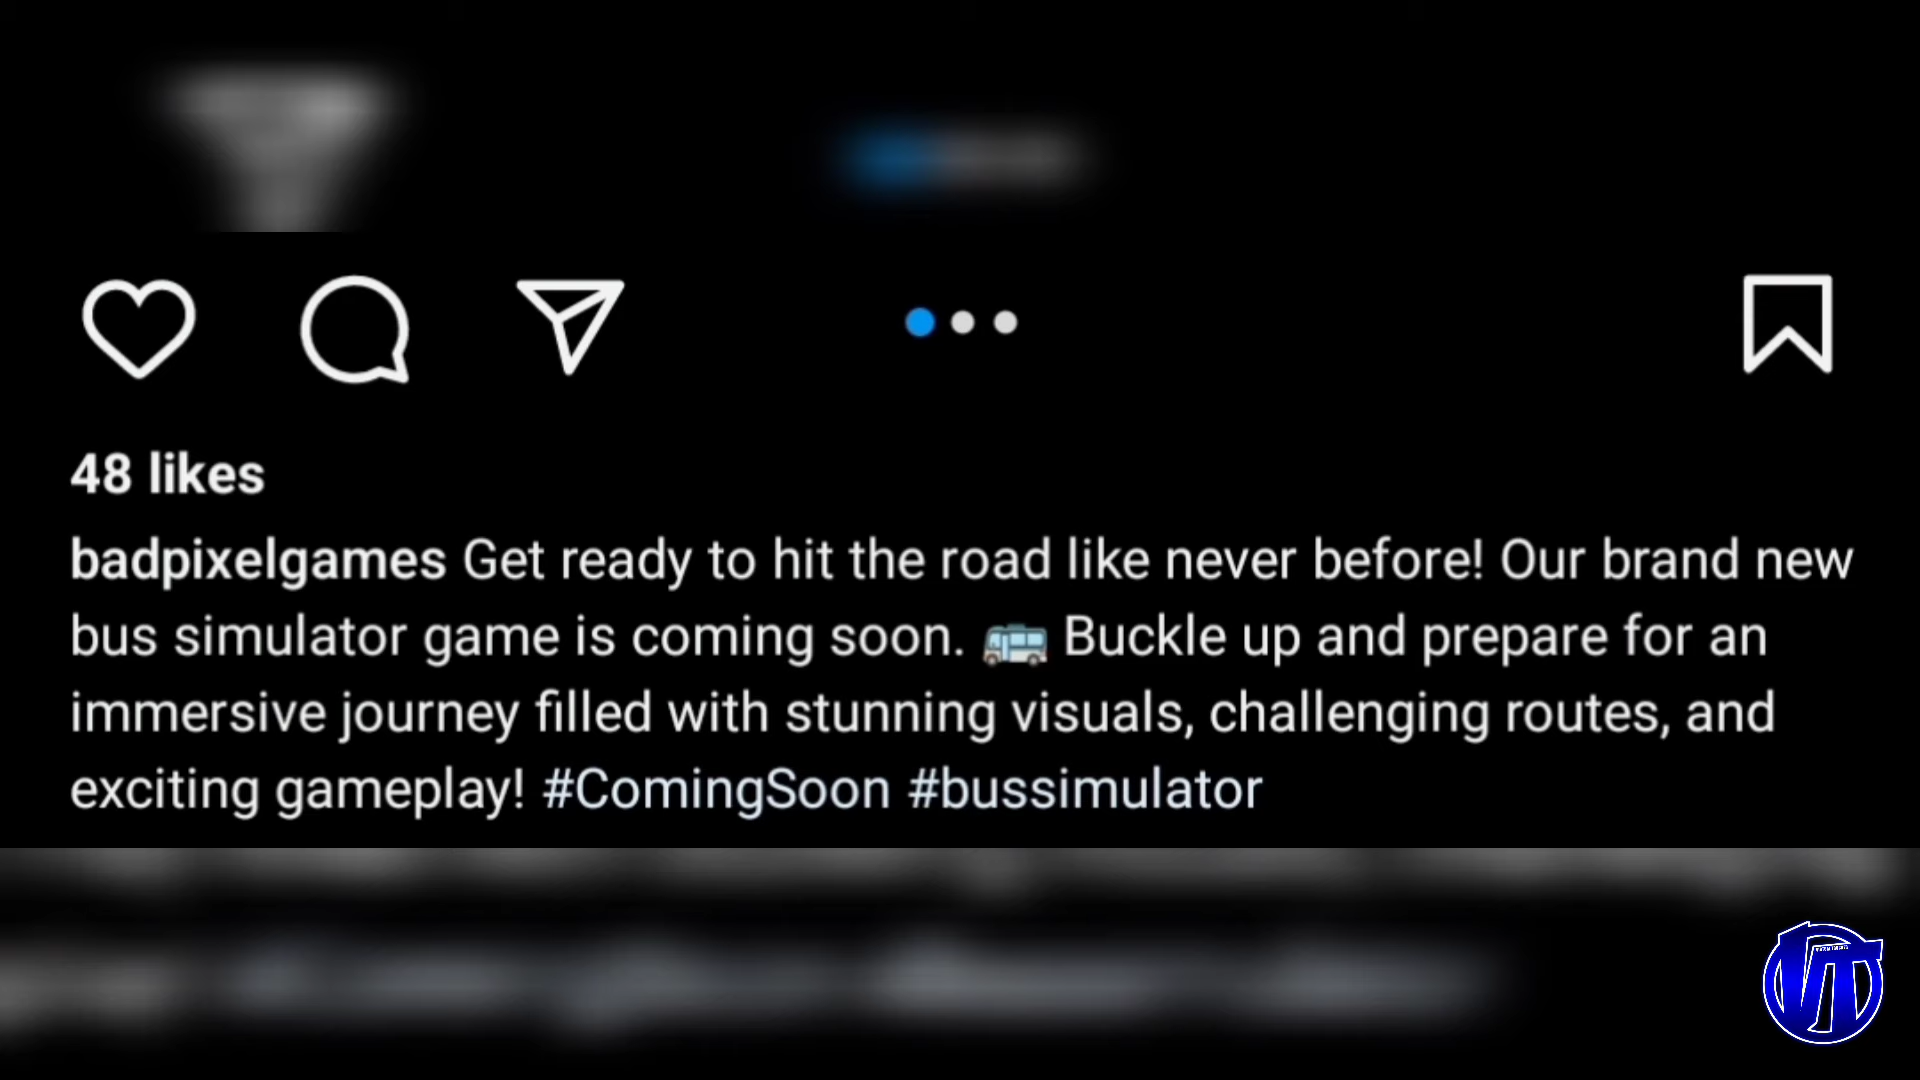 48 likes
badpixelgames Get ready to hit the road like never before! Our brand new
bus simulator game is coming soon. 🚌 Buckle up and prepare for an
immersive journey filled with stunning visuals, challenging routes, and
exciting gameplay! #ComingSoon #bussimulator
VT